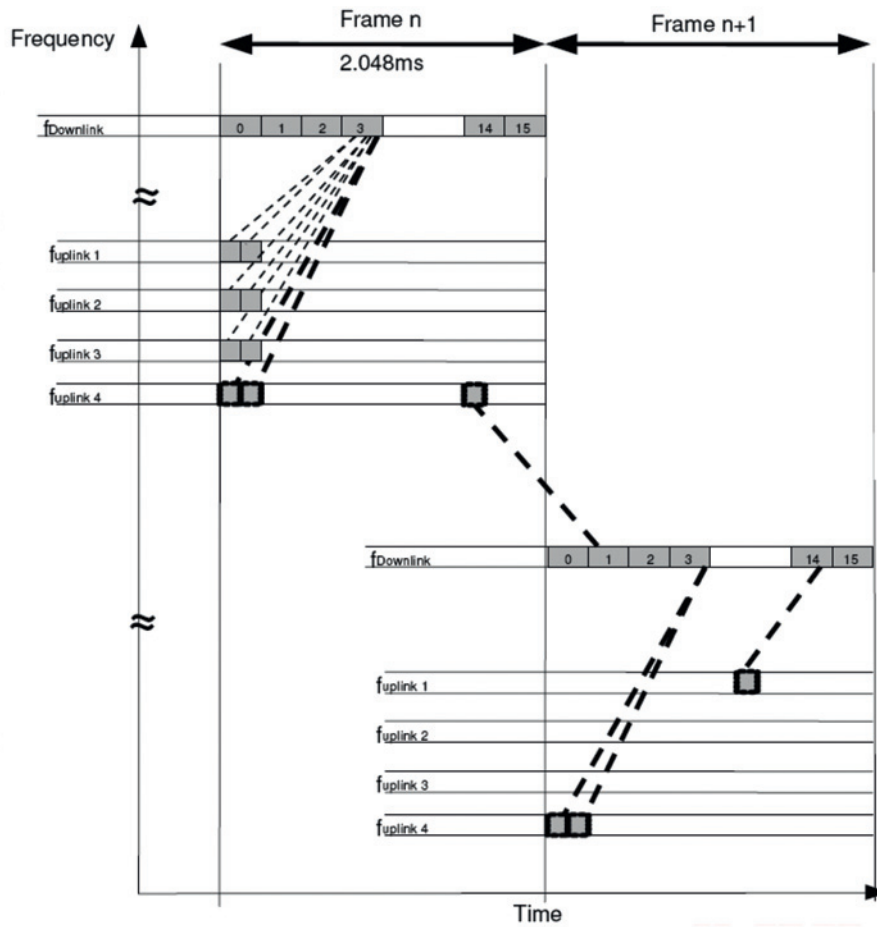 Frame n
Frame n+1
Frequency
2.048ms
fDownlink
0 1 2 3 14 15
≈
fuplink 1
fuplink 2
fuplink 3
fuplink 4
fDownlink
0 1 2 3 14 15
≈
fuplink 1
fuplink 2
fuplink 3
fuplink 4
Time